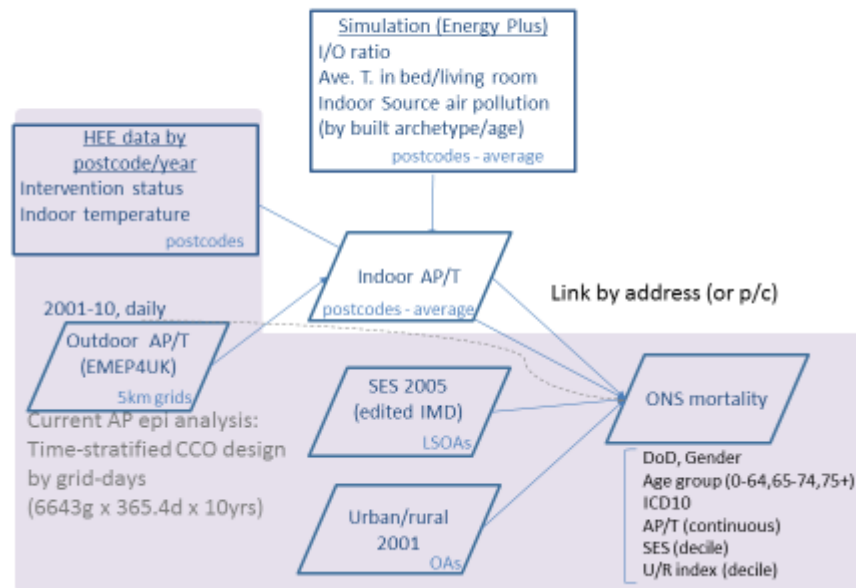 Simulation (Energy Plus)
I/O ratio
Ave. T. in bed/living room
Indoor Source air pollution
(by built archetype/age)
postcodes - average
HEE data by
postcode/year
Intervention status
Indoor temperature
postcodes
Indoor AP/T
postcodes - average
Link by address (or p/c)
2001-10, daily
Outdoor AP/T
(EMEP4UK)
5km grids
Current AP epi analysis:
Time-stratified CCO design
by grid-days
(6643g x 365.4d x 10yrs)
SES 2005
(edited IMD)
LSOAs
Urban/rural
2001
OAs
ONS mortality
DoD, Gender
Age group (0-64,65-74,75+)
ICD10
AP/T (continuous)
SES (decile)
U/R index (decile)